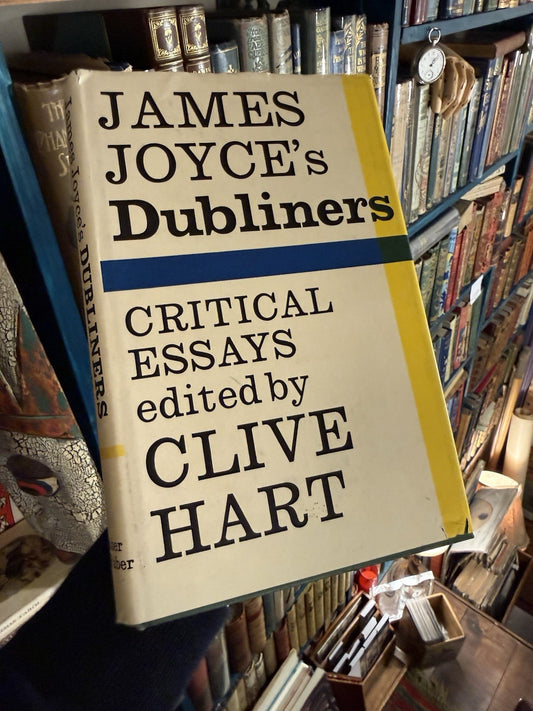 JAMES
JOYCE's
Dubliners
CRITICAL
ESSAYS
edited by
CLIVE
HART
James Joyce's DUBLINERS